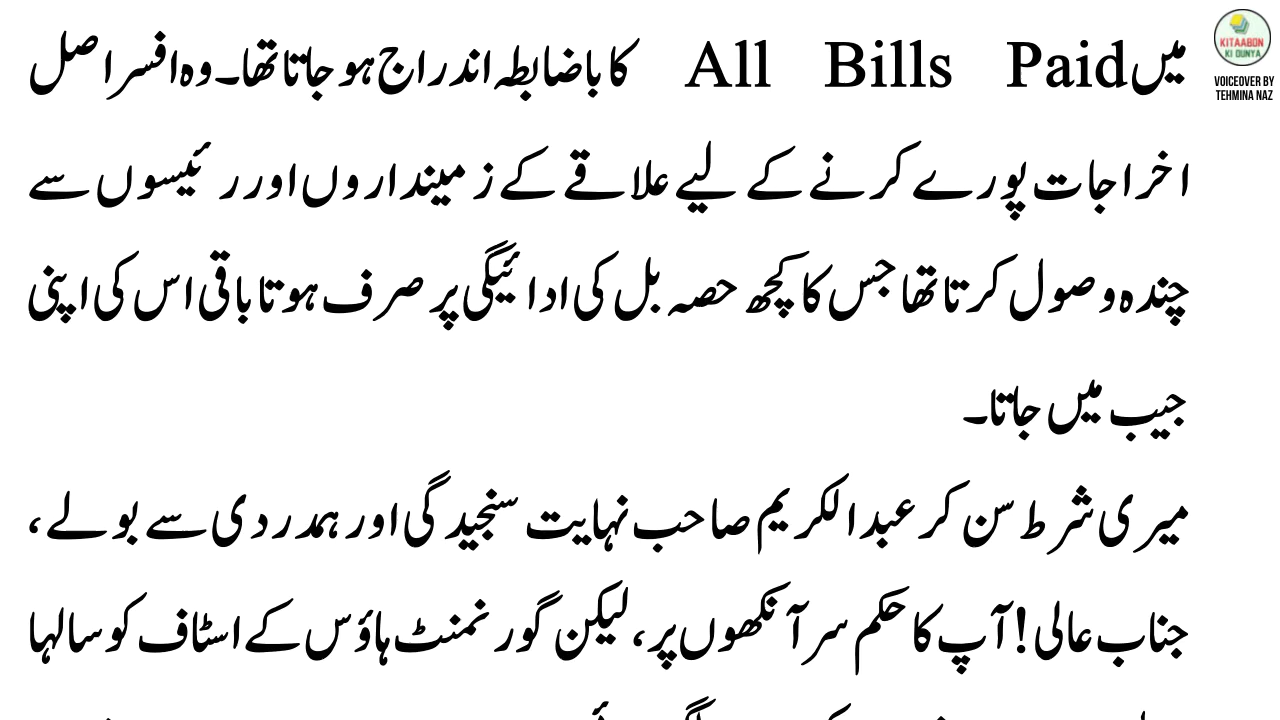 میں All Bills Paid کا باضابطہ اندراج ہو جاتا تھا۔ وہ افسر اصل
اخراجات پورے کرنے کے لیے علاقے کے زمینداروں اور رئیسوں سے
چندہ وصول کرتا تھا جس کا کچھ حصہ بل کی ادائیگی پر صرف ہوتا باقی اس کی اپنی
جیب میں جاتا۔
میری شرط سن کر عبدالکریم صاحب نہایت سنجیدگی اور ہمدردی سے بولے،
جناب عالی! آپ کا حکم سر آنکھوں پر، لیکن گورنمنٹ ہاؤس کے اسٹاف کو سالہا
KITAABON
KI DUNYA
VOICEOVER BY
TEHMINA NAZ